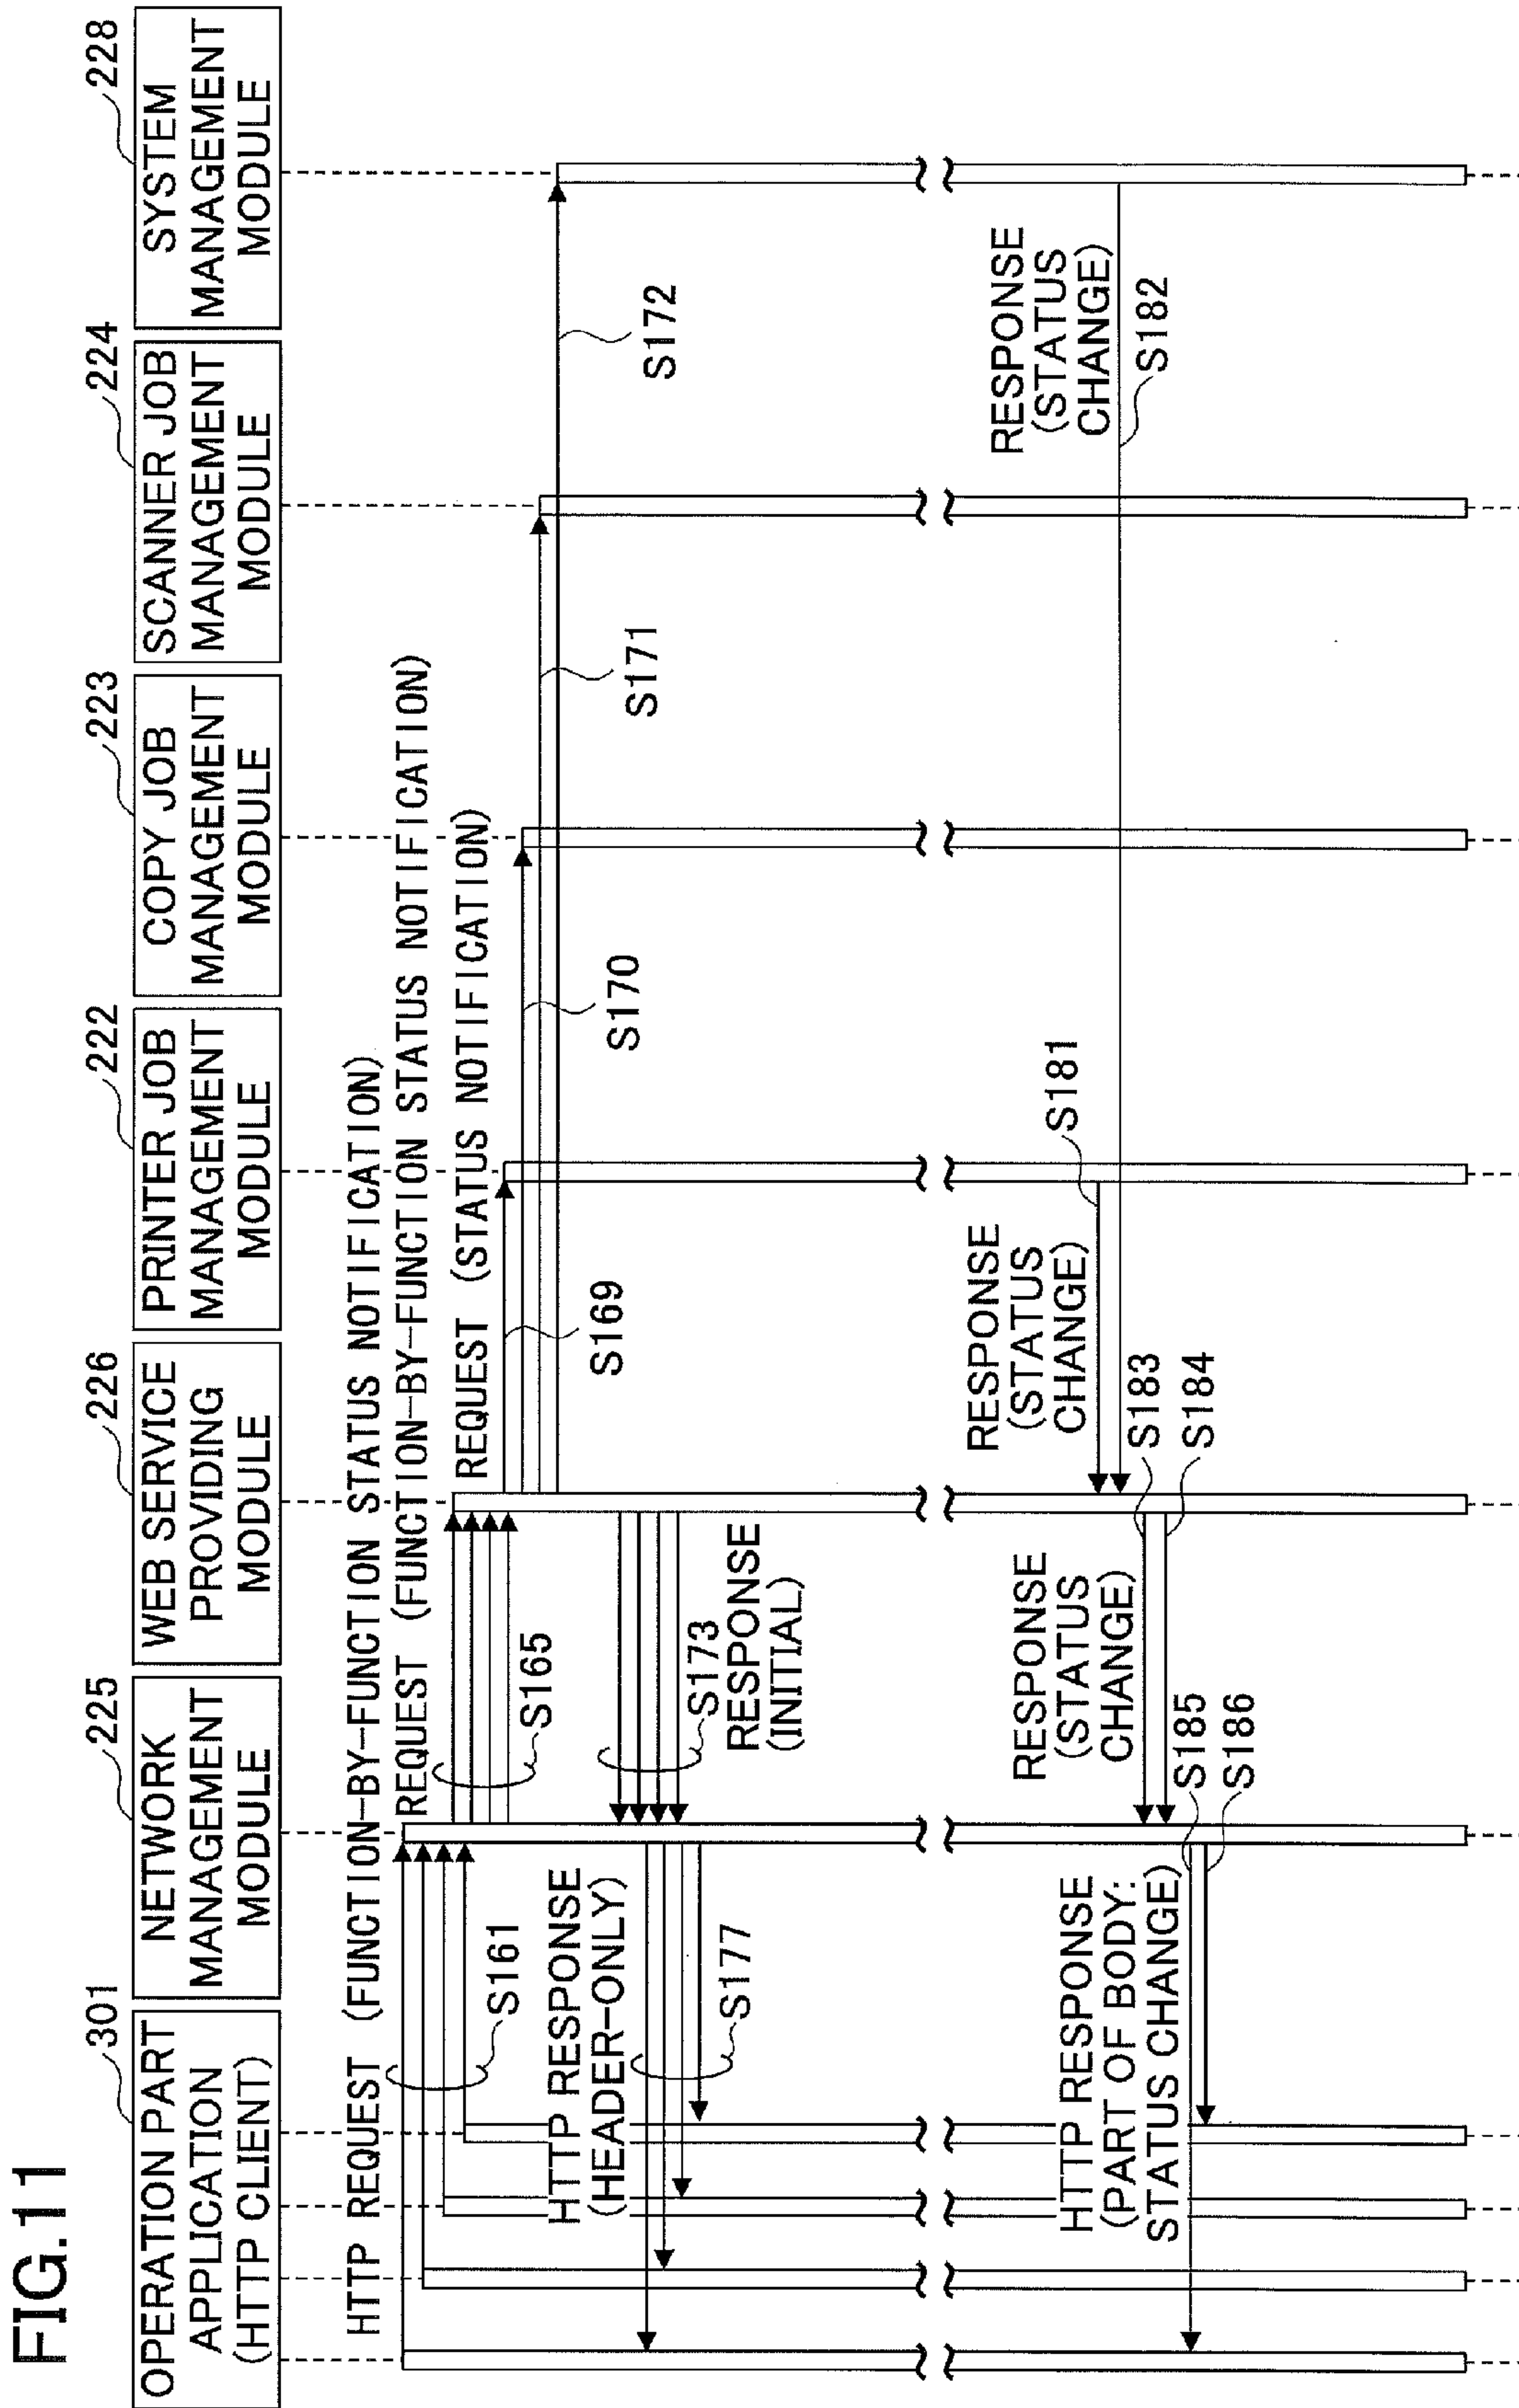 FIG.11
301
OPERATION PART
APPLICATION
(HTTP CLIENT)
225
NETWORK
MANAGEMENT
MODULE
226
WEB SERVICE
PROVIDING
MODULE
222
PRINTER JOB
MANAGEMENT
MODULE
223
COPY JOB
MANAGEMENT
MODULE
224
SCANNER JOB
MANAGEMENT
MODULE
228
SYSTEM
MANAGEMENT
MODULE
HTTP REQUEST (FUNCTION-BY-FUNCTION STATUS NOTIFICATION)
REQUEST (FUNCTION-BY-FUNCTION STATUS NOTIFICATION)
REQUEST (STATUS NOTIFICATION)
S161
S165
S169
S170
S171
S172
S173
RESPONSE
(INITIAL)
HTTP RESPONSE
(HEADER-ONLY)
S177
RESPONSE
(STATUS
CHANGE)
S181
RESPONSE
(STATUS
CHANGE)
S182
RESPONSE
(STATUS
CHANGE)
S183
S184
HTTP RESPONSE
(PART OF BODY:
STATUS CHANGE)
S185
S186